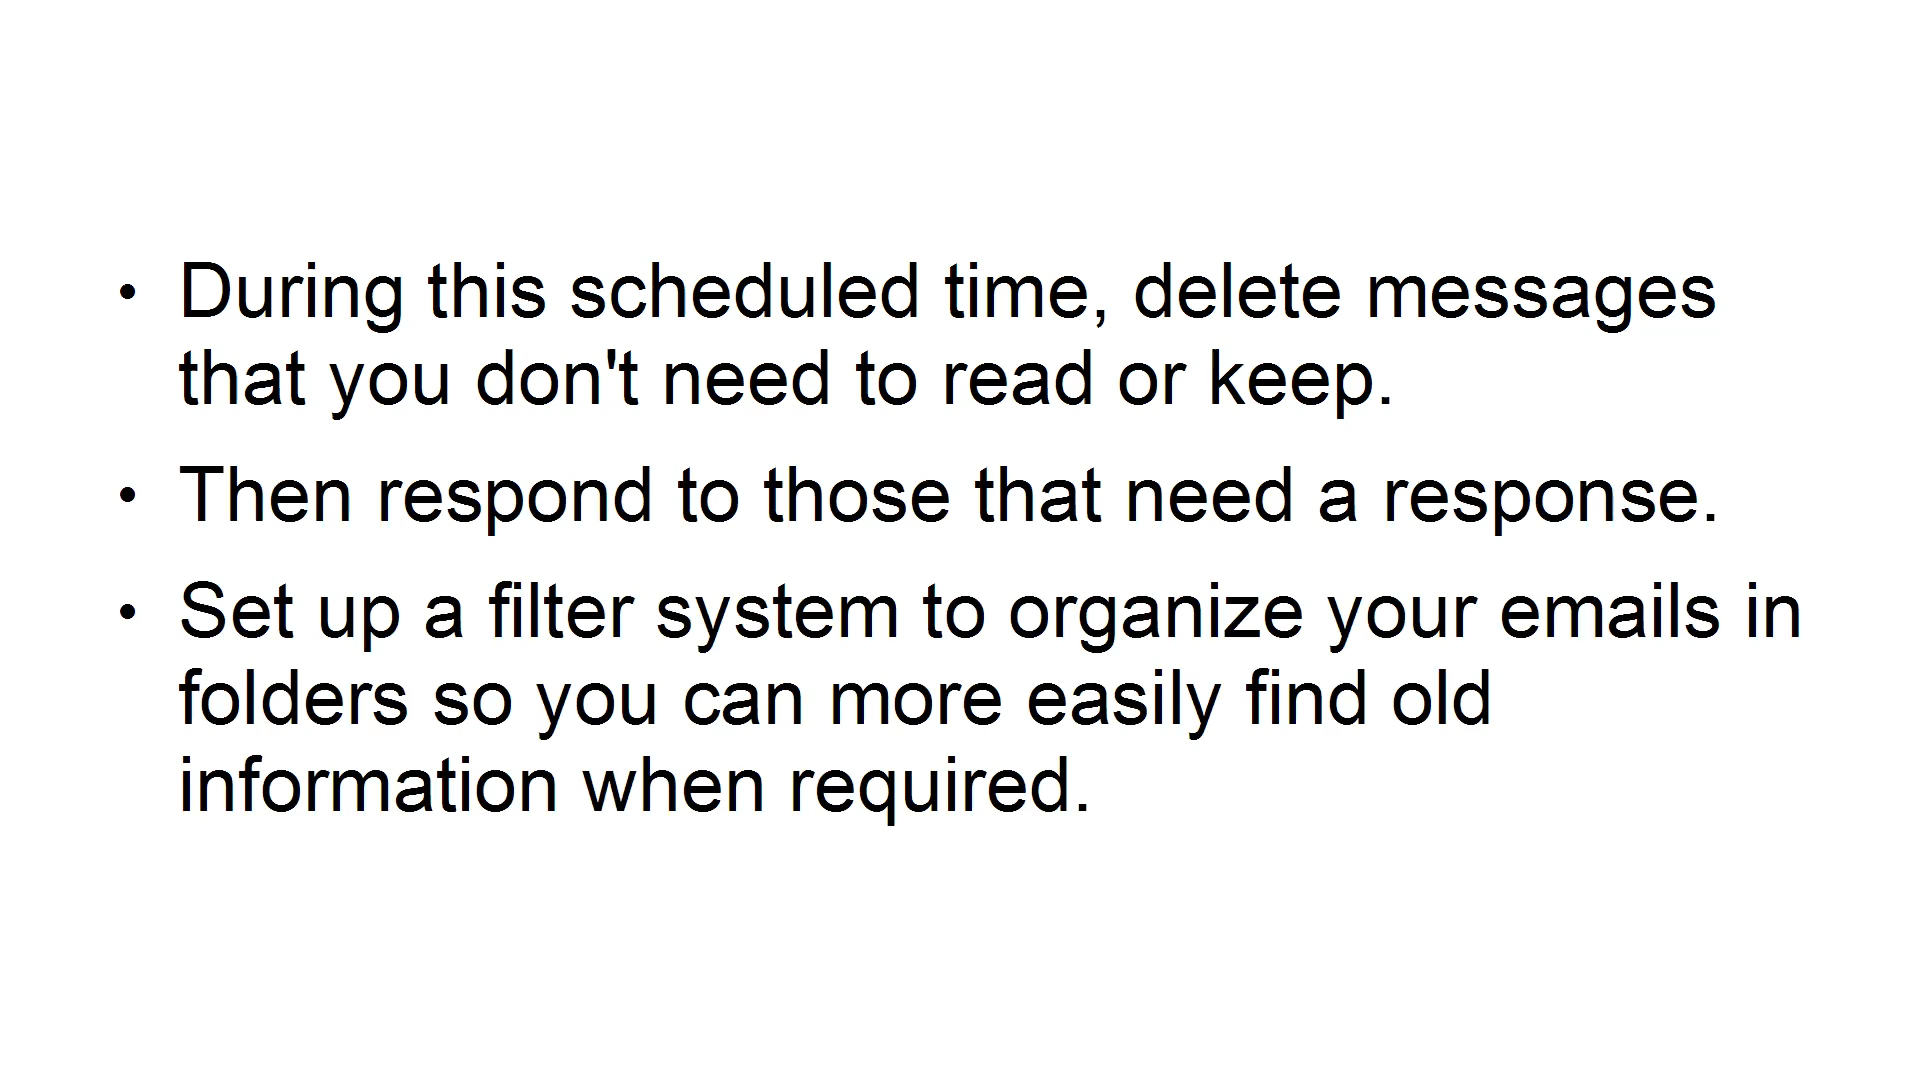 • During this scheduled time, delete messages
that you don't need to read or keep.
• Then respond to those that need a response.
• Set up a filter system to organize your emails in
folders so you can more easily find old
information when required.